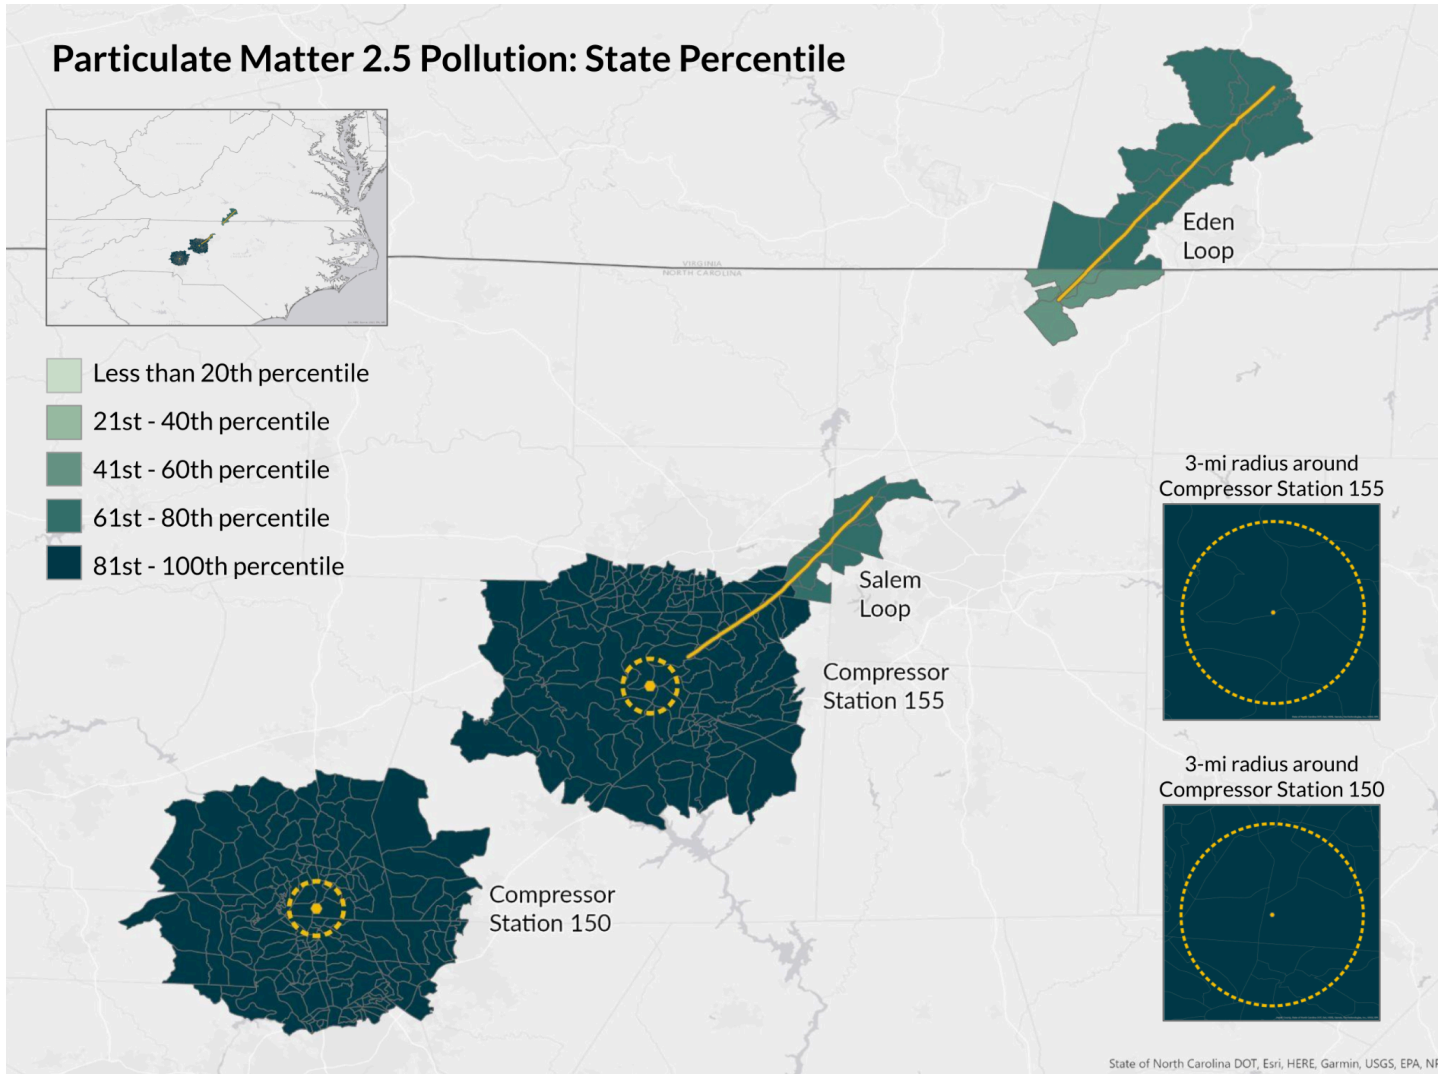 Particulate Matter 2.5 Pollution: State Percentile
Less than 20th percentile
21st - 40th percentile
41st - 60th percentile
61st - 80th percentile
81st - 100th percentile
VIRGINIA
NORTH CAROLINA
Eden
Loop
Salem
Loop
Compressor
Station 155
Compressor
Station 150
3-mi radius around
Compressor Station 155
3-mi radius around
Compressor Station 150
State of North Carolina DOT, Esri, HERE, Garmin, USGS, EPA,